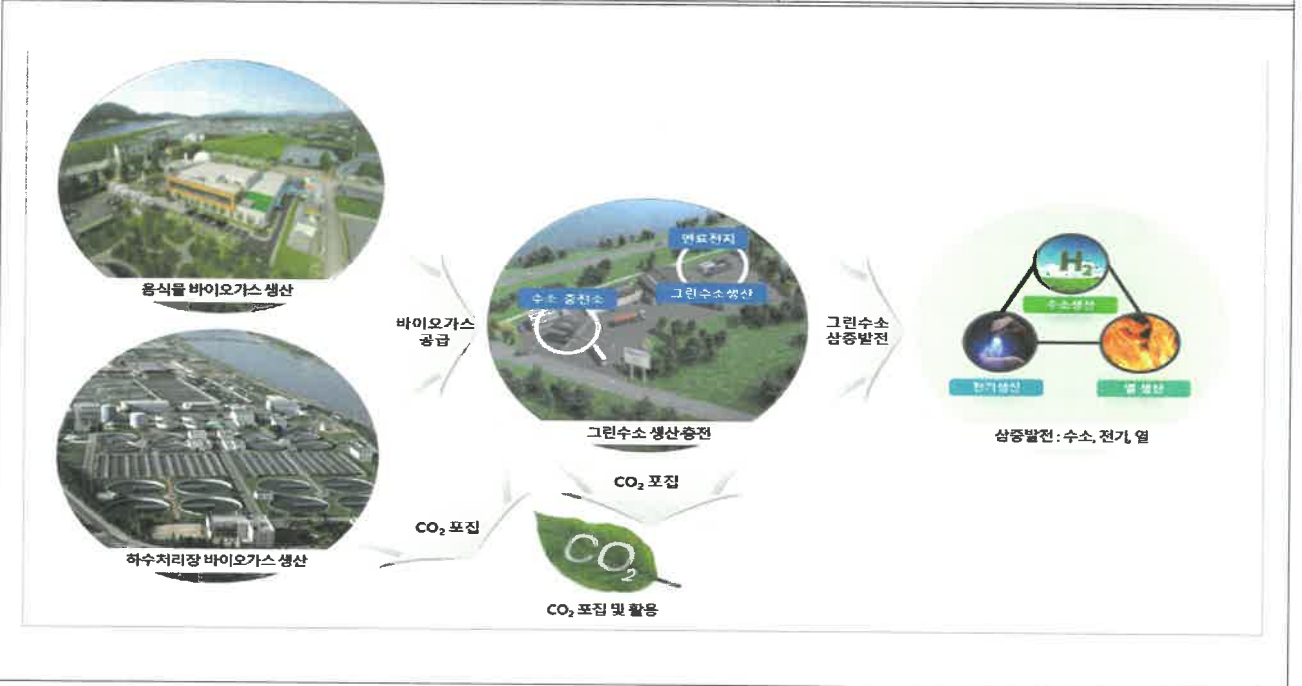 음식물 바이오가스 생산
하수처리장 바이오가스 생산
바이오가스
공급
연료전지
그린수소생산
수소 충전소
그린수소 생산·충전
그린수소
삼중발전
H₂
수소생산
전기생산
열 생산
삼중발전 : 수소, 전기, 열
CO₂ 포집
CO₂ 포집
CO₂
CO₂ 포집 및 활용